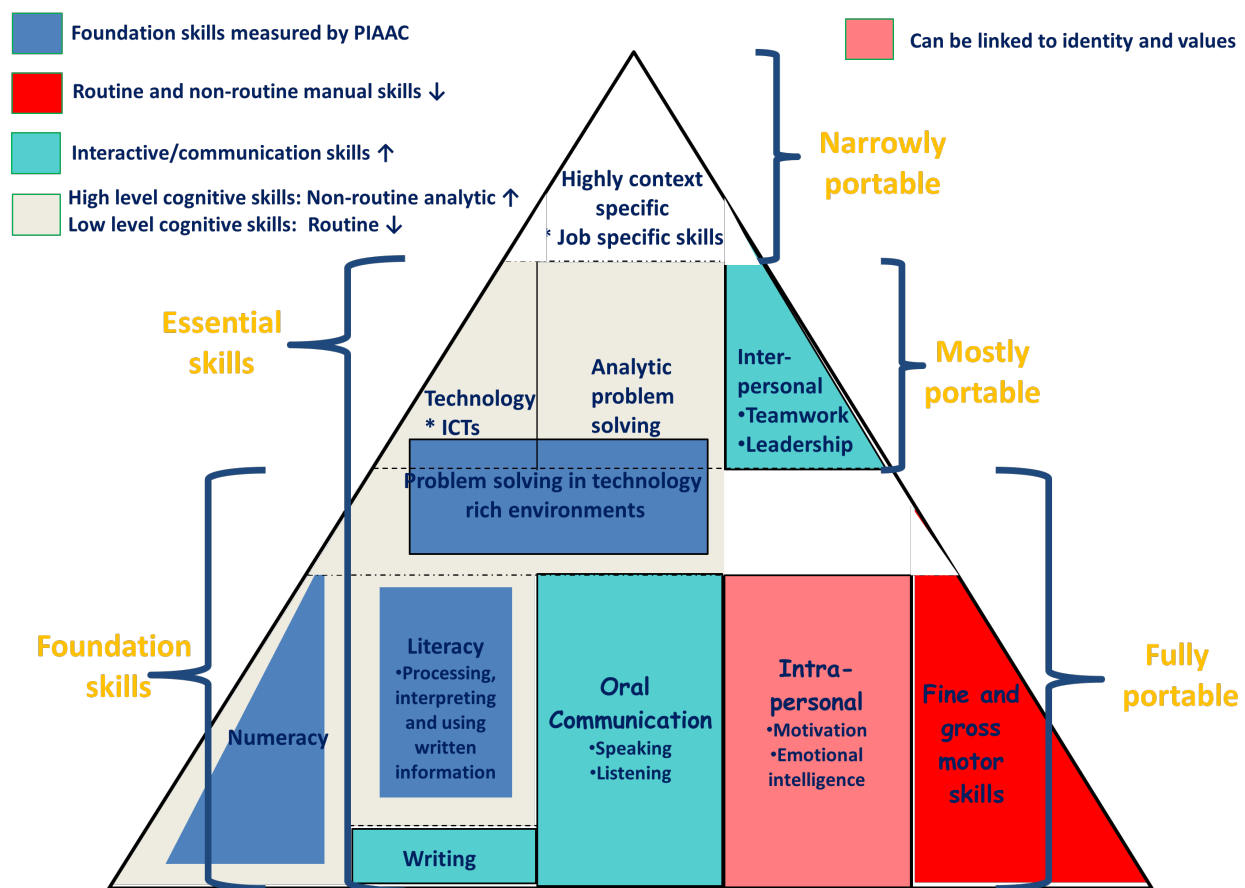 Foundation skills measured by PIAAC
Can be linked to identity and values
Routine and non-routine manual skills ↓
Interactive/communication skills ↑
High level cognitive skills: Non-routine analytic ↑
Low level cognitive skills: Routine ↓
Narrowly
portable
Highly context
specific
* Job specific skills
Essential
skills
Mostly
portable
Technology
* ICTs
Analytic
problem
solving
Inter-
personal
•Teamwork
•Leadership
Problem solving in technology
rich environments
Foundation
skills
Fully
portable
Numeracy
Literacy
•Processing,
interpreting
and using
written
information
Writing
Oral
Communication
•Speaking
•Listening
Intra-
personal
•Motivation
•Emotional
intelligence
Fine and
gross
motor
skills